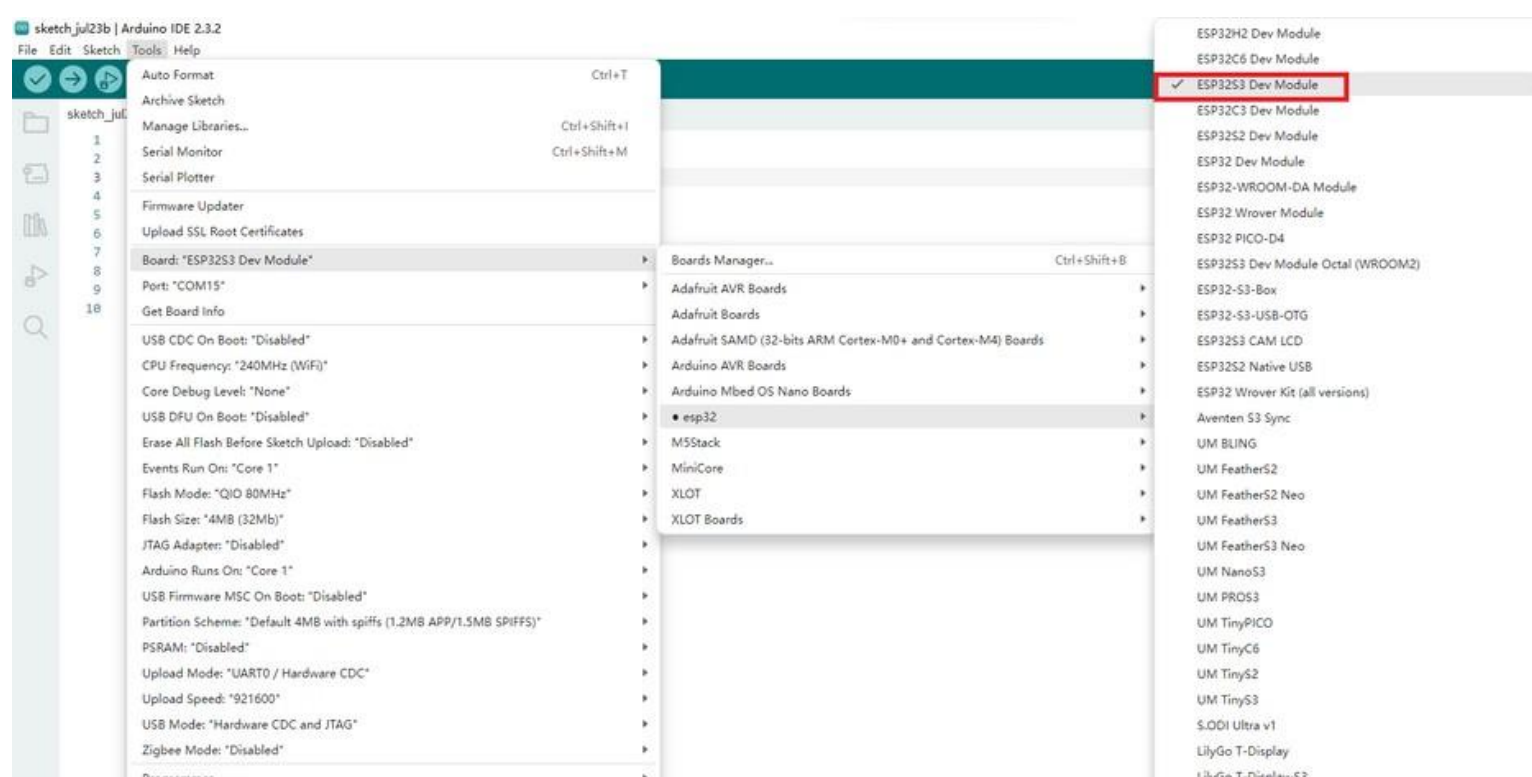 sketch_jul23b | Arduino IDE 2.3.2
File Edit Sketch Tools Help
sketch_jul2
1
2
3
4
5
6
7
8
9
10
Auto Format Ctrl+T
Archive Sketch
Manage Libraries... Ctrl+Shift+I
Serial Monitor Ctrl+Shift+M
Serial Plotter
Firmware Updater
Upload SSL Root Certificates
Board: "ESP32S3 Dev Module"
Port: "COM15"
Get Board Info
USB CDC On Boot: "Disabled"
CPU Frequency: "240MHz (WiFi)"
Core Debug Level: "None"
USB DFU On Boot: "Disabled"
Erase All Flash Before Sketch Upload: "Disabled"
Events Run On: "Core 1"
Flash Mode: "QIO 80MHz"
Flash Size: "4MB (32Mb)"
JTAG Adapter: "Disabled"
Arduino Runs On: "Core 1"
USB Firmware MSC On Boot: "Disabled"
Partition Scheme: "Default 4MB with spiffs (1.2MB APP/1.5MB SPIFFS)"
PSRAM: "Disabled"
Upload Mode: "UART0 / Hardware CDC"
Upload Speed: "921600"
USB Mode: "Hardware CDC and JTAG"
Zigbee Mode: "Disabled"
Boards Manager... Ctrl+Shift+B
Adafruit AVR Boards
Adafruit Boards
Adafruit SAMD (32-bits ARM Cortex-M0+ and Cortex-M4) Boards
Arduino AVR Boards
Arduino Mbed OS Nano Boards
• esp32
M5Stack
MiniCore
XLOT
XLOT Boards
ESP32H2 Dev Module
ESP32C6 Dev Module
✓ ESP32S3 Dev Module
ESP32C3 Dev Module
ESP32S2 Dev Module
ESP32 Dev Module
ESP32-WROOM-DA Module
ESP32 Wrover Module
ESP32 PICO-D4
ESP32S3 Dev Module Octal (WROOM2)
ESP32-S3-Box
ESP32-S3-USB-OTG
ESP32S3 CAM LCD
ESP32S2 Native USB
ESP32 Wrover Kit (all versions)
Aventen S3 Sync
UM BLING
UM FeatherS2
UM FeatherS2 Neo
UM FeatherS3
UM FeatherS3 Neo
UM NanoS3
UM PROS3
UM TinyPICO
UM TinyC6
UM TinyS2
UM TinyS3
S.ODI Ultra v1
LilyGo T-Display
LilyGo T-Display-S3